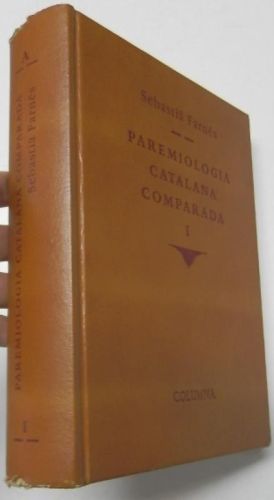 A
PAREMIOLOGIA CATALANA COMPARADA
Sebastià Farnés
I
Sebastià Farnés
PAREMIOLOGIA
CATALANA
COMPARADA
I
COLUMNA